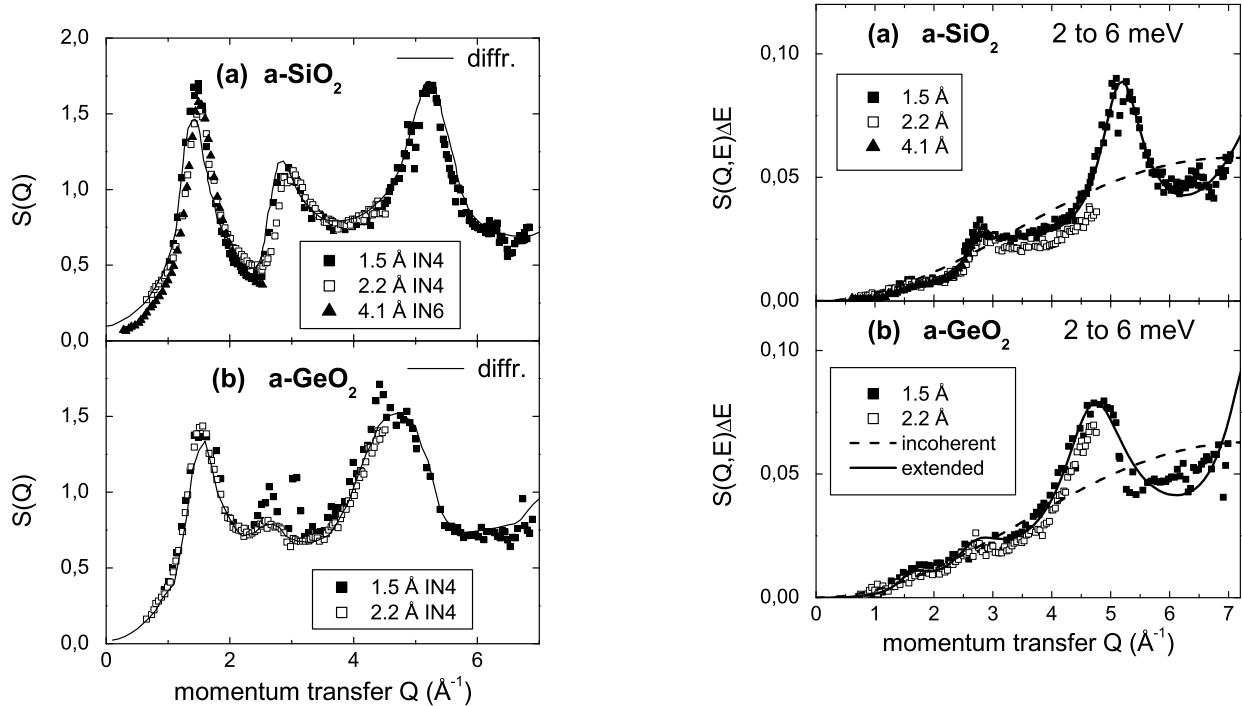 2,0
1,5
1,0
0,5
0,0
S(Q)
(a) a-SiO₂
diffr.
1.5 Å IN4
2.2 Å IN4
4.1 Å IN6
1,5
1,0
0,5
0,0
S(Q)
(b) a-GeO₂
diffr.
1.5 Å IN4
2.2 Å IN4
0 2 4 6
momentum transfer Q (Å⁻¹)
0,10
0,05
0,00
S(Q,E)ΔE
(a) a-SiO₂ 2 to 6 meV
1.5 Å
2.2 Å
4.1 Å
0,10
0,05
0,00
S(Q,E)ΔE
(b) a-GeO₂ 2 to 6 meV
1.5 Å
2.2 Å
incoherent
extended
0 1 2 3 4 5 6 7
momentum transfer Q (Å⁻¹)